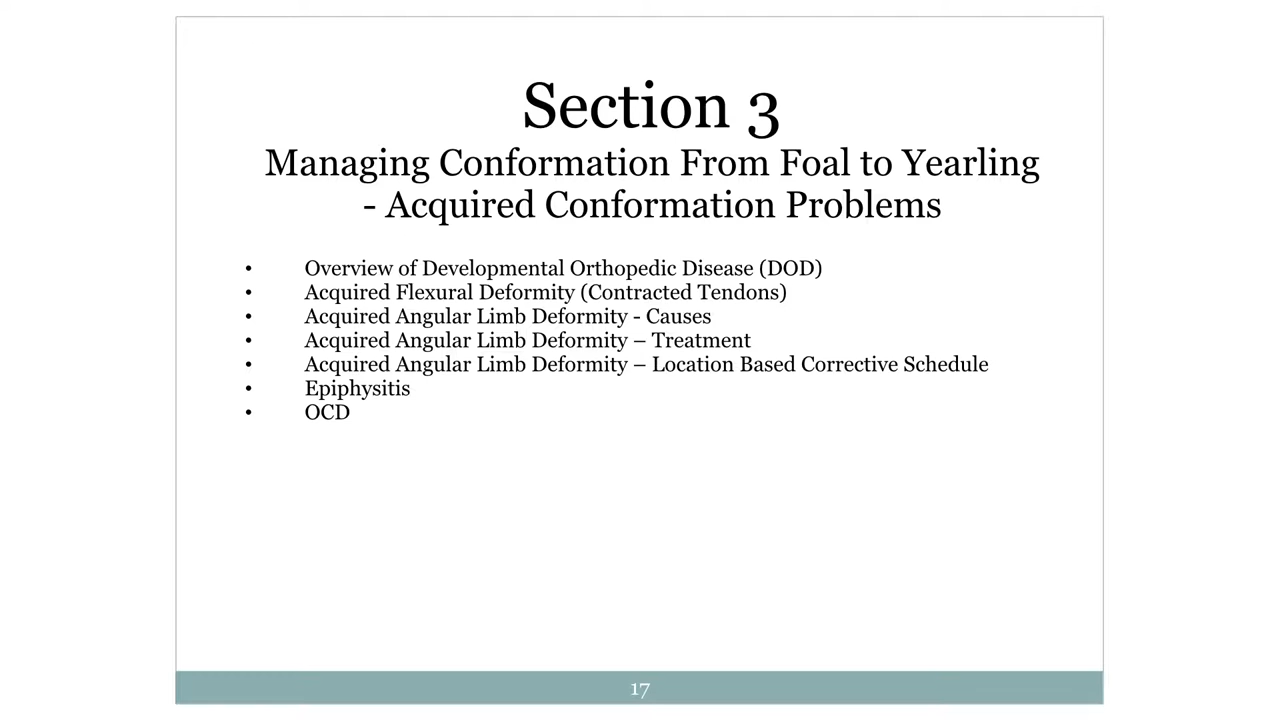 Section 3
Managing Conformation From Foal to Yearling
- Acquired Conformation Problems
• Overview of Developmental Orthopedic Disease (DOD)
• Acquired Flexural Deformity (Contracted Tendons)
• Acquired Angular Limb Deformity - Causes
• Acquired Angular Limb Deformity – Treatment
• Acquired Angular Limb Deformity – Location Based Corrective Schedule
• Epiphysitis
• OCD
17